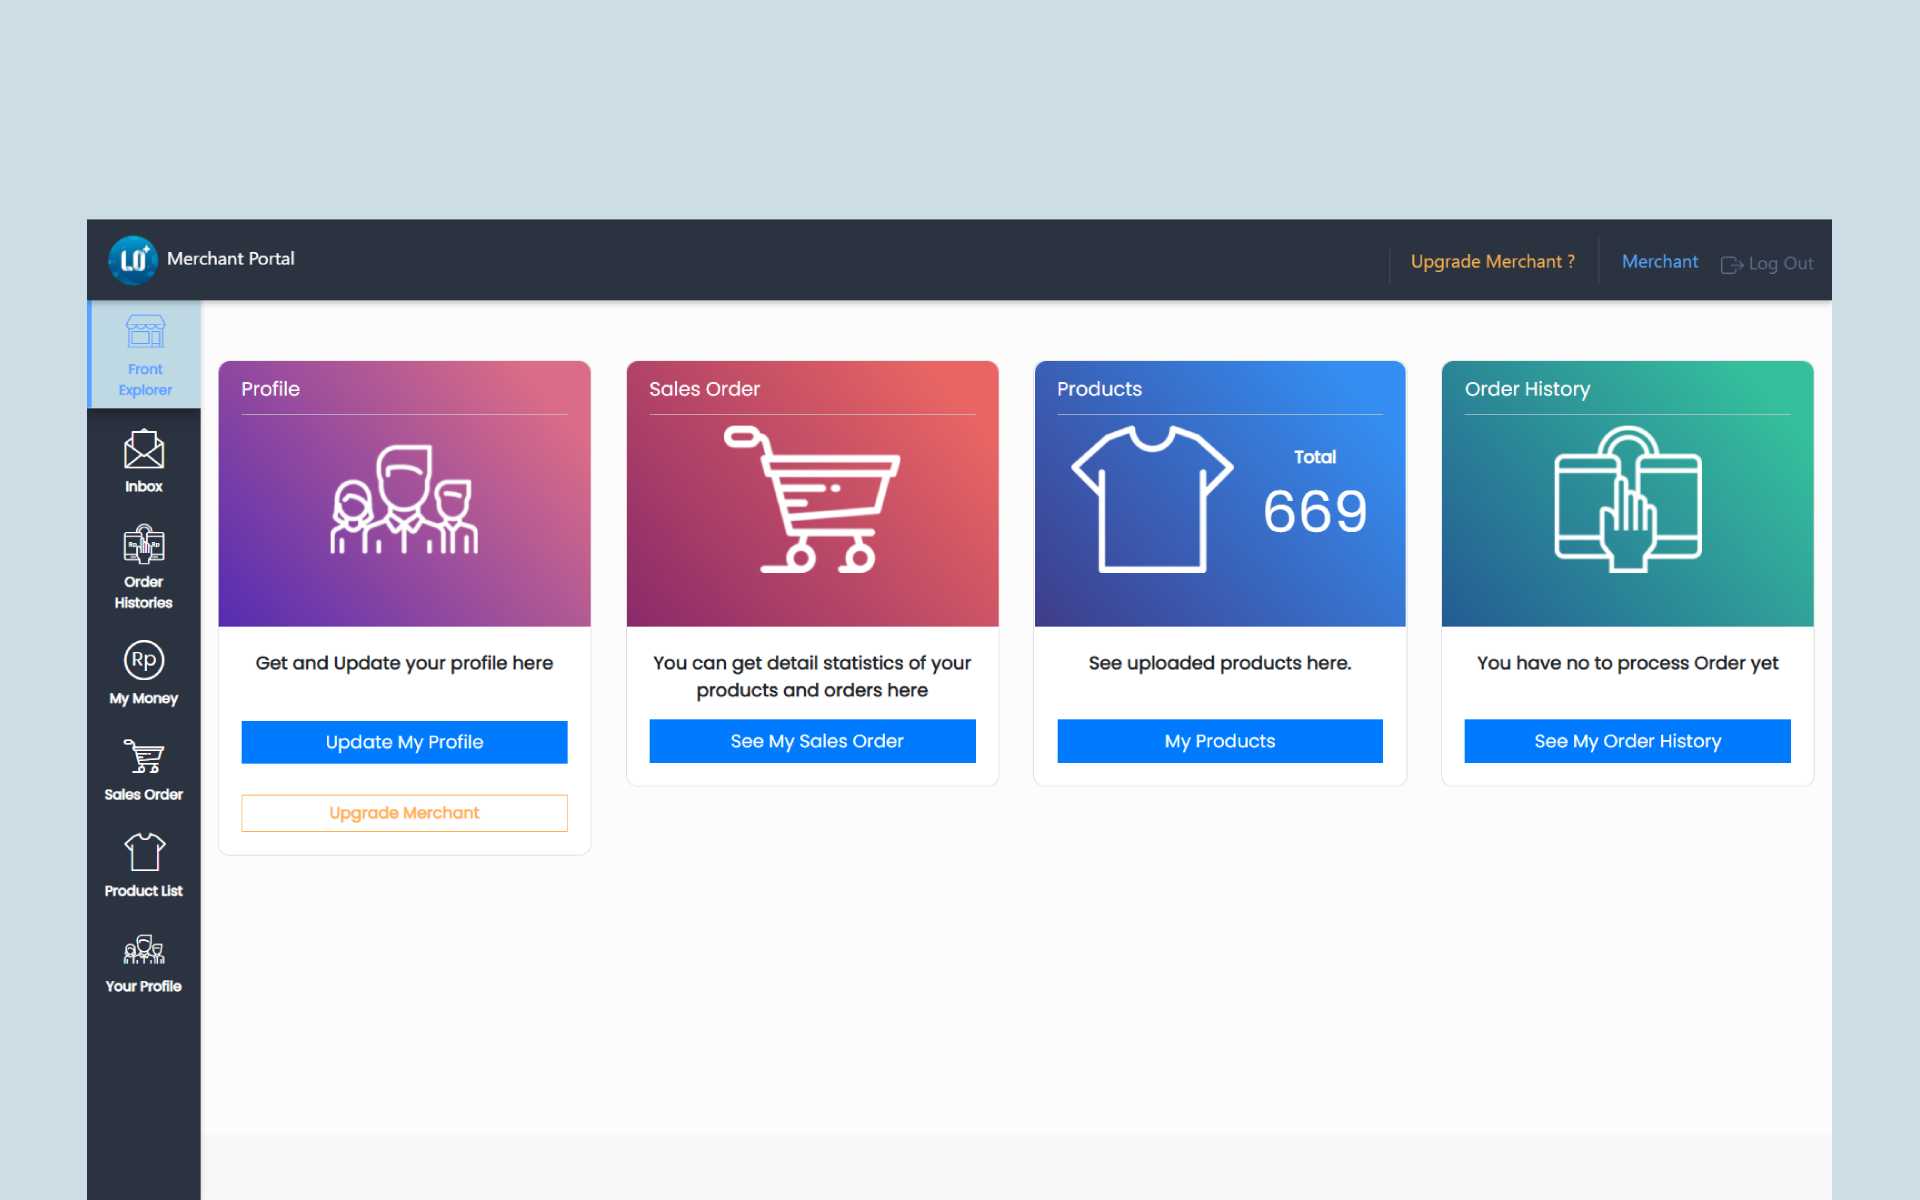 LO+
Merchant Portal
Upgrade Merchant ?
Merchant
Log Out
Front
Explorer
Inbox
Order
Histories
Rp
My Money
Sales Order
Product List
Your Profile
Profile
Get and Update your profile here
Update My Profile
Upgrade Merchant
Sales Order
You can get detail statistics of your
products and orders here
See My Sales Order
Products
Total
669
See uploaded products here.
My Products
Order History
You have no to process Order yet
See My Order History